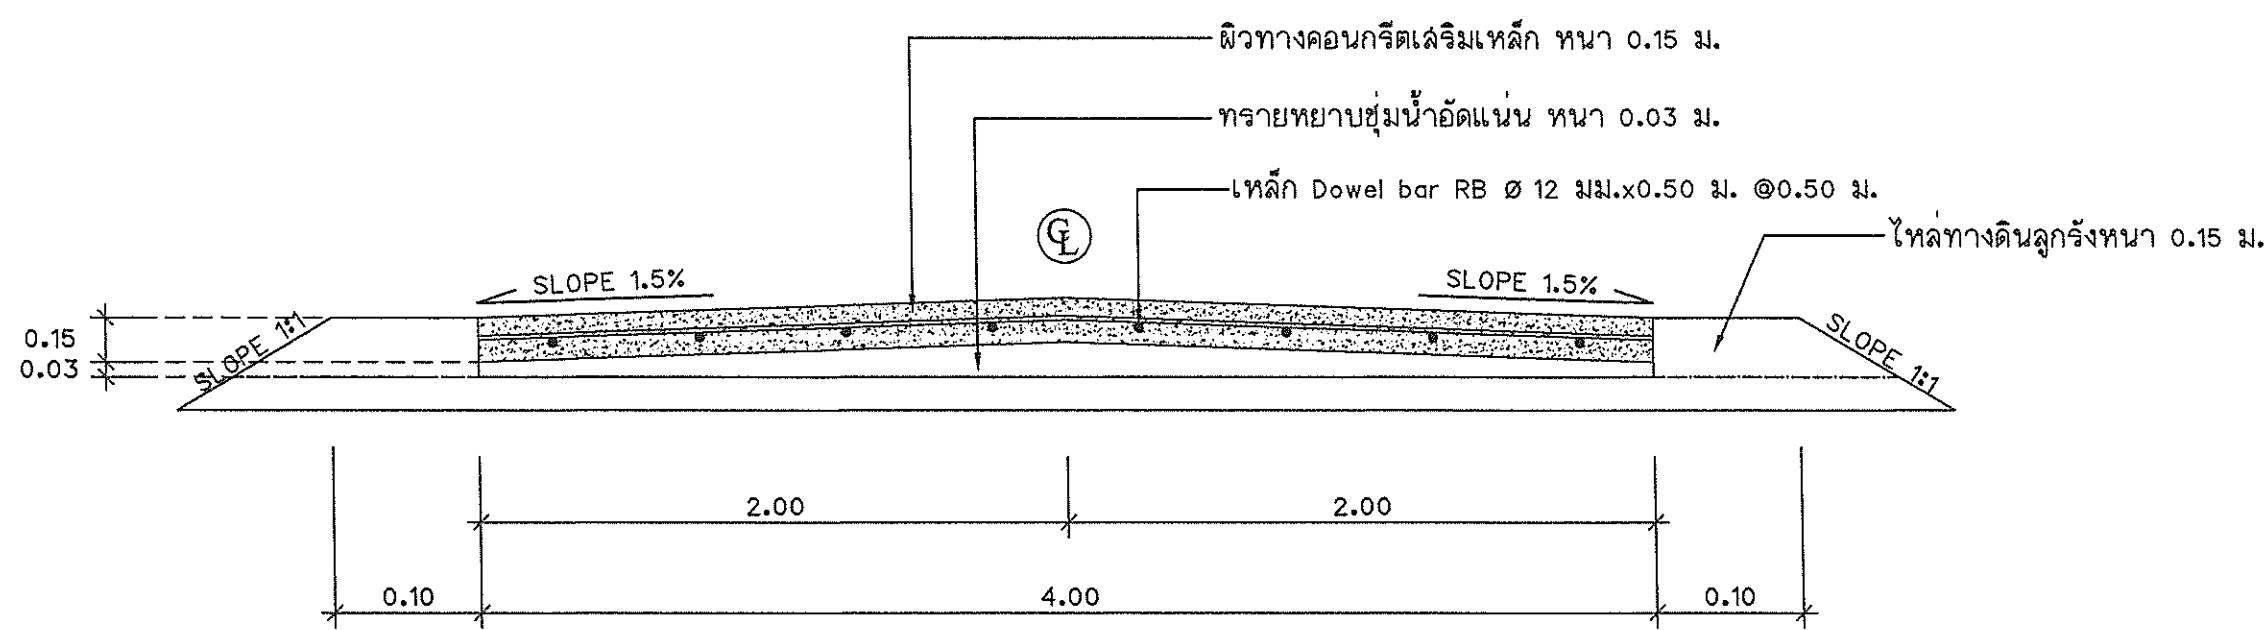 ผิวทางคอนกรีตเสริมเหล็ก หนา 0.15 ม.
ทรายหยาบชุ่มน้ำอัดแน่น หนา 0.03 ม.
เหล็ก Dowel bar RB Ø 12 มม.x0.50 ม. @0.50 ม.
ไหล่ทางดินลูกรังหนา 0.15 ม.
CL
SLOPE 1.5%
SLOPE 1.5%
SLOPE 1:1
SLOPE 1:1
0.15
0.03
2.00
2.00
0.10
4.00
0.10